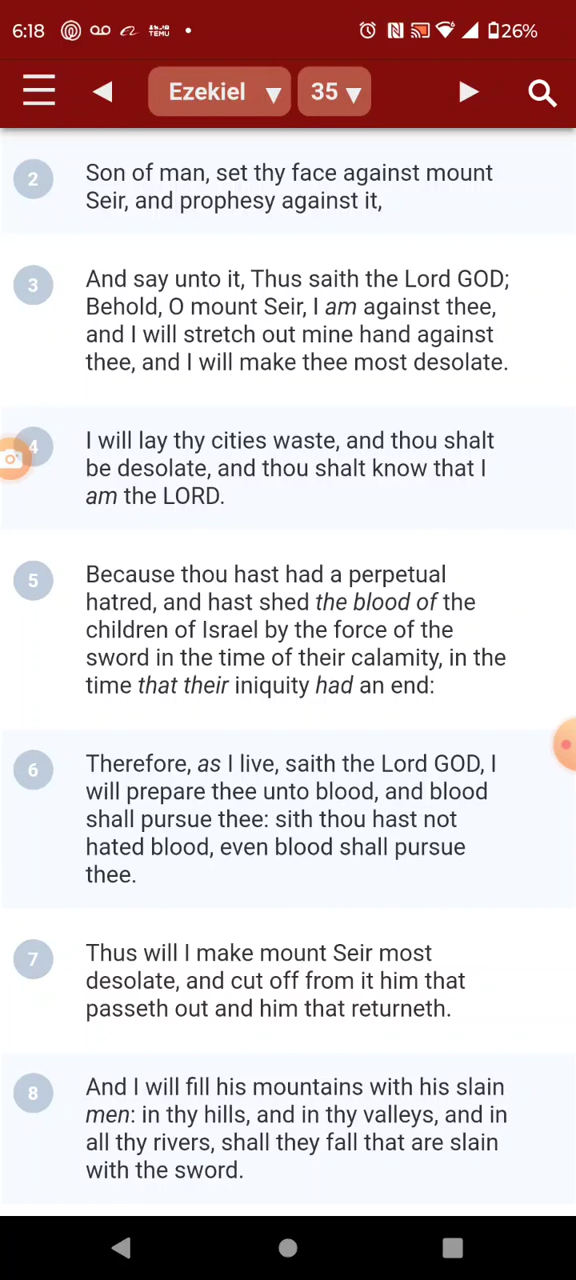 6:18
TEMU
26%
Ezekiel
35
2
Son of man, set thy face against mount
Seir, and prophesy against it,
3
And say unto it, Thus saith the Lord GOD;
Behold, O mount Seir, I am against thee,
and I will stretch out mine hand against
thee, and I will make thee most desolate.
4
I will lay thy cities waste, and thou shalt
be desolate, and thou shalt know that I
am the LORD.
5
Because thou hast had a perpetual
hatred, and hast shed the blood of the
children of Israel by the force of the
sword in the time of their calamity, in the
time that their iniquity had an end:
6
Therefore, as I live, saith the Lord GOD, I
will prepare thee unto blood, and blood
shall pursue thee: sith thou hast not
hated blood, even blood shall pursue
thee.
7
Thus will I make mount Seir most
desolate, and cut off from it him that
passeth out and him that returneth.
8
And I will fill his mountains with his slain
men: in thy hills, and in thy valleys, and in
all thy rivers, shall they fall that are slain
with the sword.